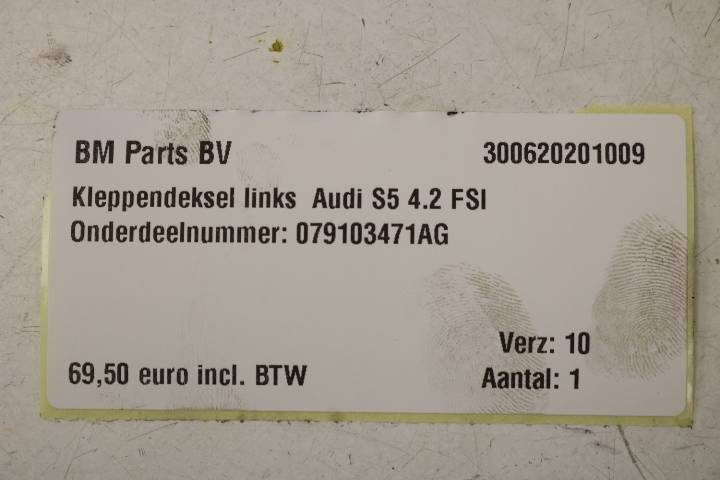 BM Parts BV 300620201009
Kleppendeksel links Audi S5 4.2 FSI
Onderdeelnummer: 079103471AG
Verz: 10
69,50 euro incl. BTW Aantal: 1